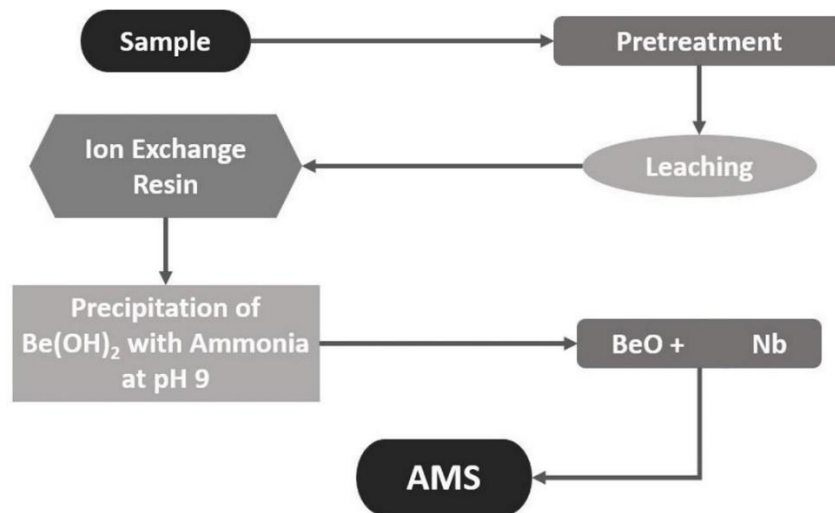 Sample
Pretreatment
Leaching
Ion Exchange
Resin
Precipitation of
Be(OH)₂ with Ammonia
at pH 9
BeO + Nb
AMS